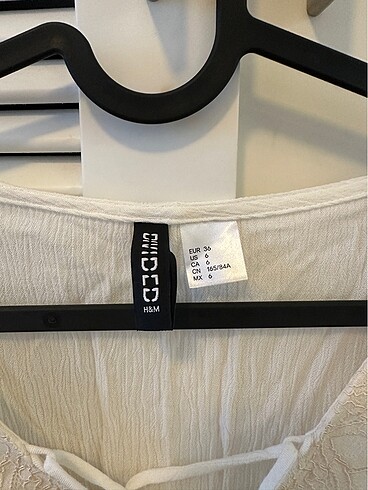 DIVIDED
H&M
EUR 36
US 6
CA 6
CN 165/84A
MX 6